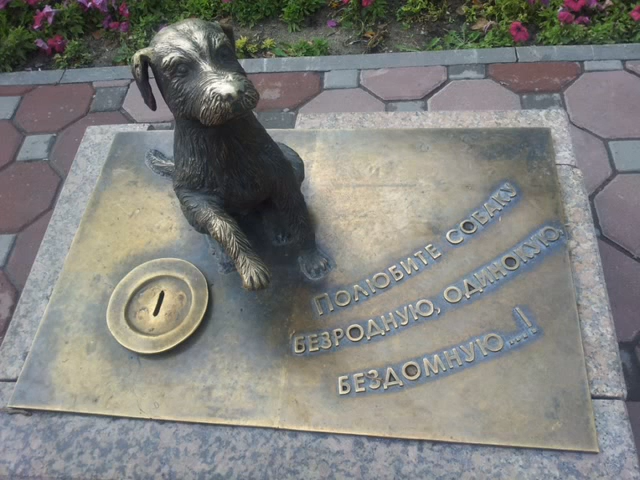 Полюбите собаку
безродную, одинокую,
бездомную...!